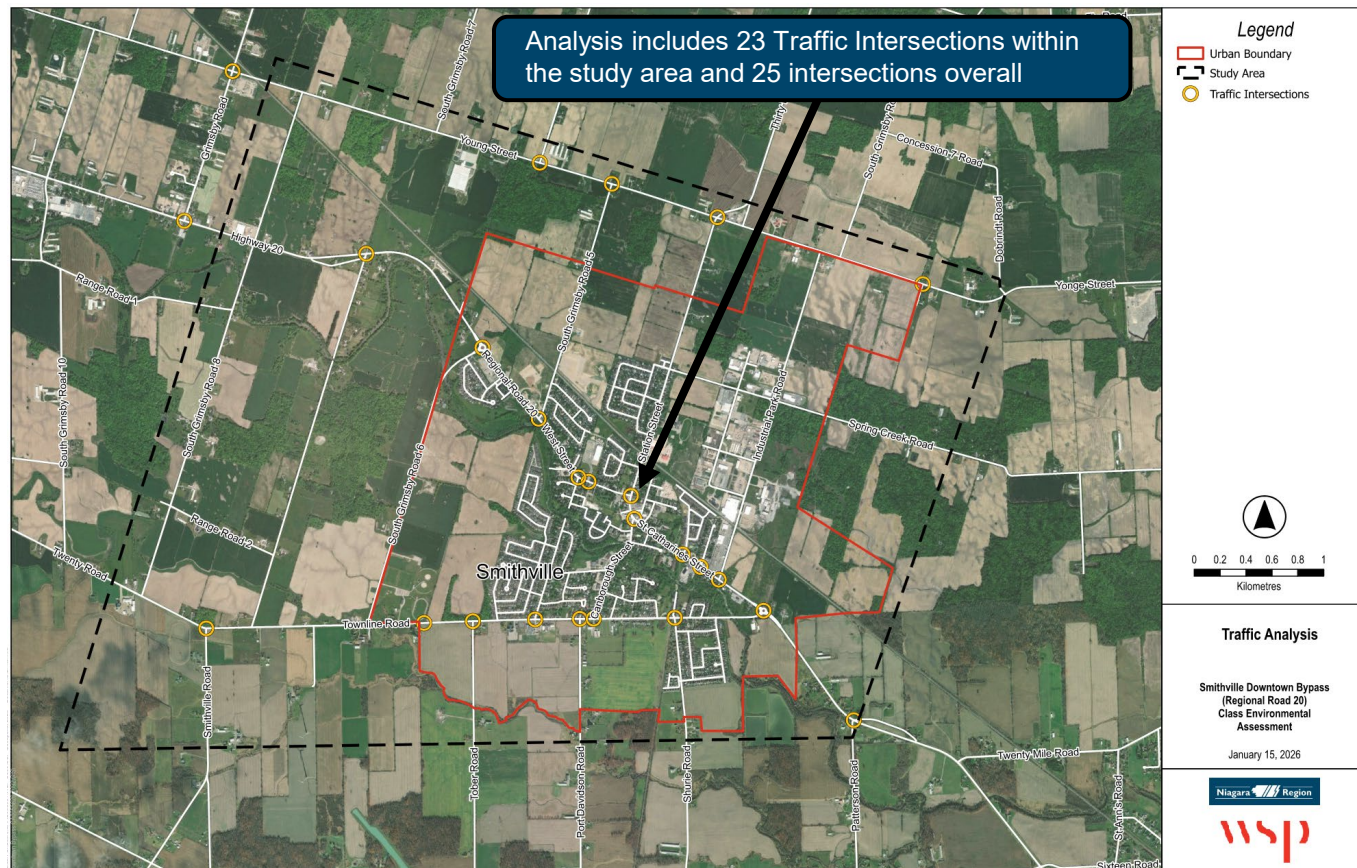 Analysis includes 23 Traffic Intersections within
the study area and 25 intersections overall
Legend
Urban Boundary
Study Area
Traffic Intersections
South Grimsby Road 7
Grimsby Road
Young Street
Thirty
South Grimsby Ro
Concession 7 Road
Dobrindt Road
Yonge Street
Highway 20
Range Road 1
South Grimsby Road 5
South Grimsby Road 10
South Grimsby Road 8
Regional Road 20
West Street
South Grimsby Road 6
Station Street
Industrial Park Road
Spring Creek Road
Range Road 2
St Catharines Street
Canborough Street
Smithville
Twenty Road
Townline Road
Smithville Road
Tober Road
Port Davidson Road
Shurie Road
Patterson Road
Twenty Mile Road
St Ann's Road
Sixteen Road
0 0.2 0.4 0.6 0.8 1
Kilometres
Traffic Analysis
Smithville Downtown Bypass
(Regional Road 20)
Class Environmental
Assessment
January 15, 2026
Niagara Region
wsp